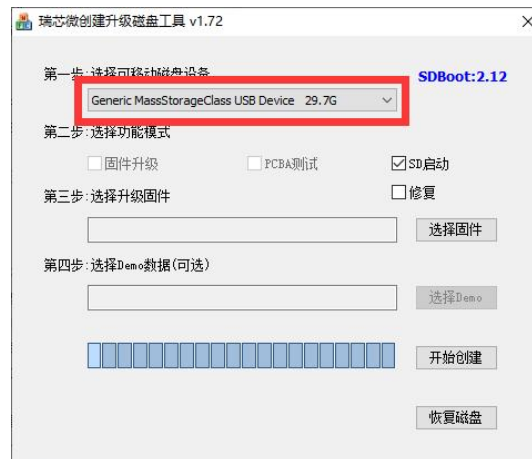 瑞芯微创建升级磁盘工具 v1.72
第一步:选择可移动磁盘设备
SDBoot:2.12
Generic MassStorageClass USB Device 29.7G
第二步:选择功能模式
固件升级 PCBA测试 SD启动
修复
第三步:选择升级固件
选择固件
第四步:选择Demo数据(可选)
选择Demo
开始创建
恢复磁盘